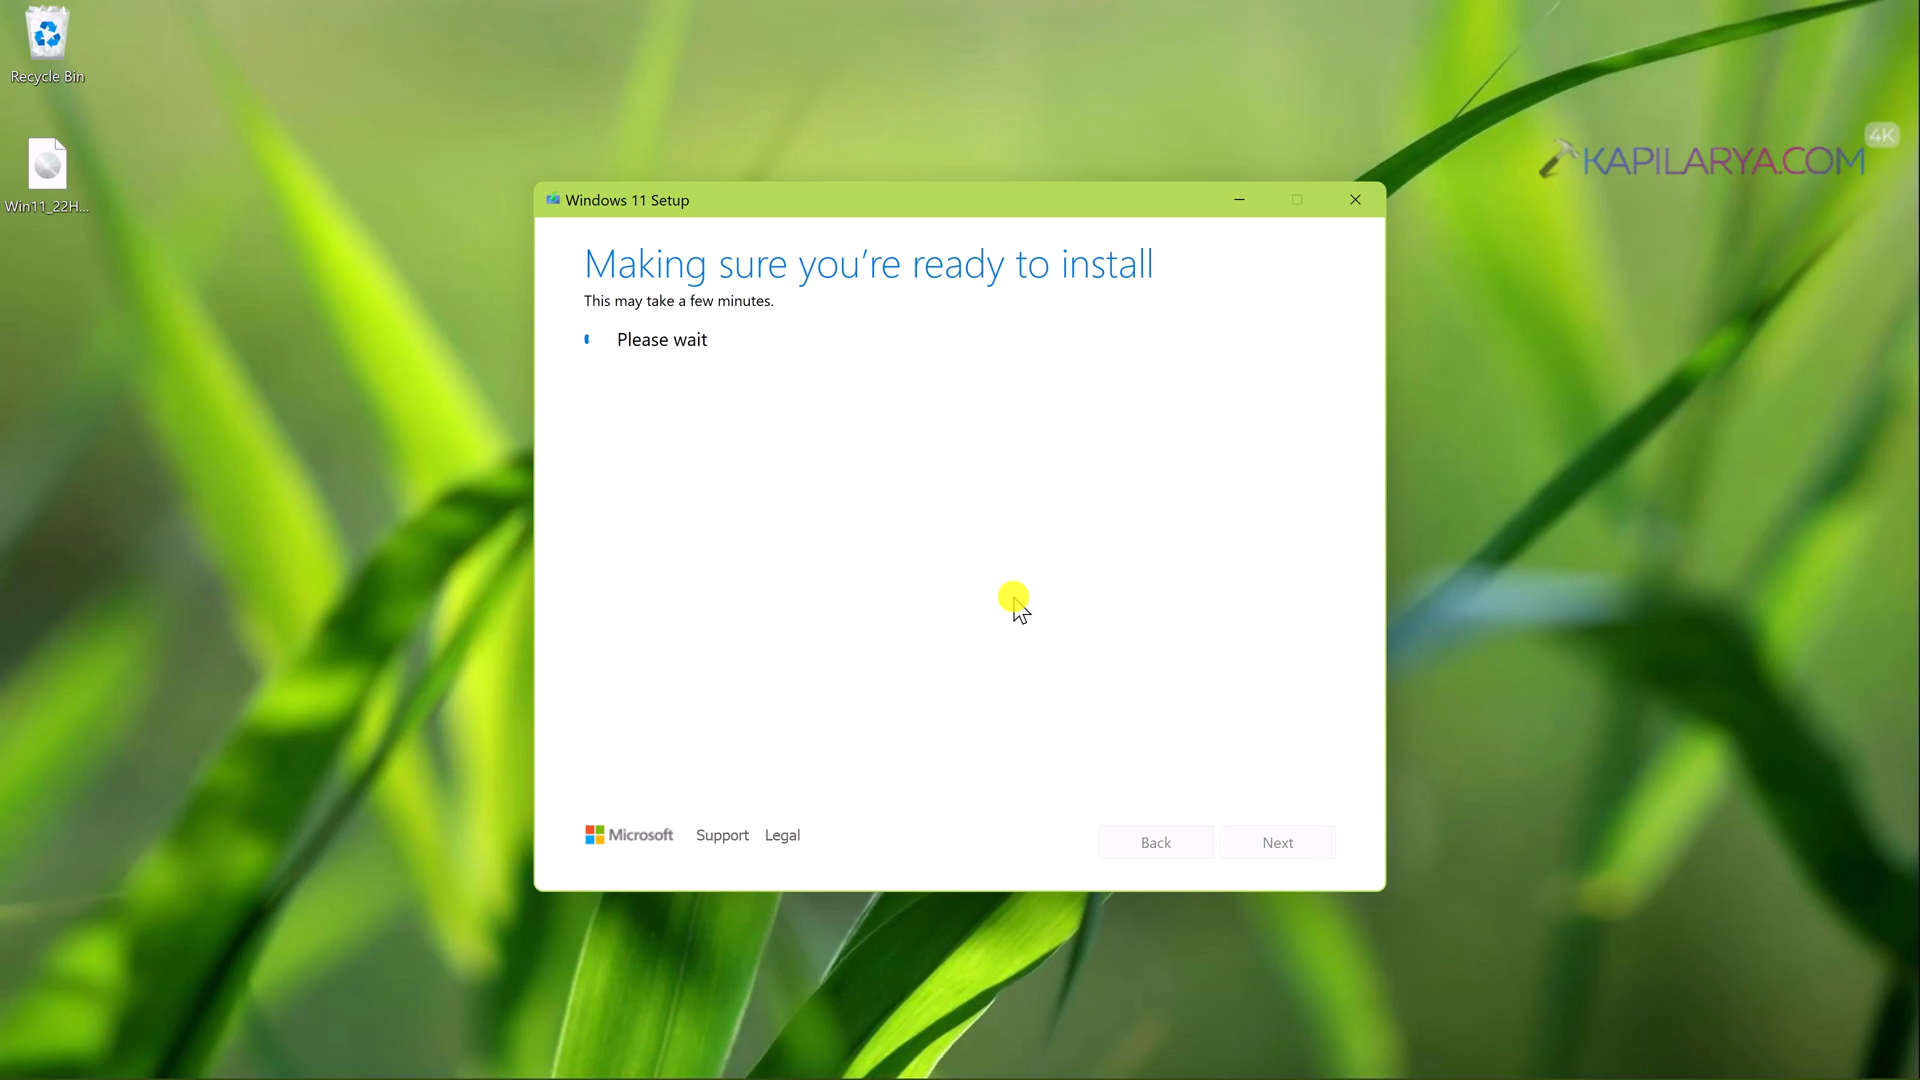 Recycle Bin
Win11_22H...
KAPILARYA.COM
4K
Windows 11 Setup
Making sure you're ready to install
This may take a few minutes.
Please wait
Microsoft
Support
Legal
Back
Next